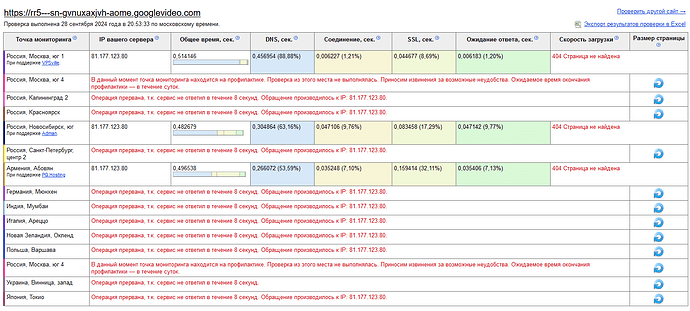 https://rr5---sn-gvnuxaxjvh-aome.googlevideo.com
Проверить другой сайт →
Проверка выполнена 28 сентября 2024 года в 20:53:33 по московскому времени.
Экспорт результатов проверки в Excel
Точка мониторинга IP вашего сервера Общее время, сек. DNS, сек. Соединение, сек. SSL, сек. Ожидание ответа, сек. Скорость загрузки Размер страницы
Россия, Москва, юг 1 81.177.123.80 0,514146 0,456954 (88,88%) 0,006227 (1,21%) 0,044677 (8,69%) 0,006183 (1,20%) 404 Страница не найдена
При поддержке VPSville
Россия, Москва, юг 4 В данный момент точка мониторинга находится на профилактике. Проверка из этого места не выполнялась. Приносим извинения за возможные неудобства. Ожидаемое время окончания
профилактики — в течение суток.
Россия, Калининград 2 Операция прервана, т.к. сервис не ответил в течение 8 секунд. Обращение произвелось к IP: 81.177.123.80.
Россия, Красноярск Операция прервана, т.к. сервис не ответил в течение 8 секунд. Обращение произвелось к IP: 81.177.123.80.
Россия, Новосибирск, юг 81.177.123.80 0,482679 0,304864 (63,16%) 0,047106 (9,76%) 0,083458 (17,29%) 0,047142 (9,77%) 404 Страница не найдена
При поддержке Adman
Россия, Санкт-Петербург, Операция прервана, т.к. сервис не ответил в течение 8 секунд. Обращение произвелось к IP: 81.177.123.80.
центр 2
Армения, Абовян 81.177.123.80 0,496538 0,266072 (53,59%) 0,035248 (7,10%) 0,159414 (32,11%) 0,035406 (7,13%) 404 Страница не найдена
При поддержке PB Hosting
Германия, Мюнхен Операция прервана, т.к. сервис не ответил в течение 8 секунд. Обращение произвелось к IP: 81.177.123.80.
Индия, Мумбаи Операция прервана, т.к. сервис не ответил в течение 8 секунд. Обращение произвелось к IP: 81.177.123.80.
Италия, Ареццо Операция прервана, т.к. сервис не ответил в течение 8 секунд. Обращение произвелось к IP: 81.177.123.80.
Новая Зеландия, Окленд Операция прервана, т.к. сервис не ответил в течение 8 секунд. Обращение произвелось к IP: 81.177.123.80.
Польша, Варшава Операция прервана, т.к. сервис не ответил в течение 8 секунд. Обращение произвелось к IP: 81.177.123.80.
Россия, Москва, юг 4 В данный момент точка мониторинга находится на профилактике. Проверка из этого места не выполнялась. Приносим извинения за возможные неудобства. Ожидаемое время окончания
профилактики — в течение суток.
Украина, Винница, запад Операция прервана, т.к. сервис не ответил в течение 8 секунд.
Япония, Токио Операция прервана, т.к. сервис не ответил в течение 8 секунд. Обращение произвелось к IP: 81.177.123.80.